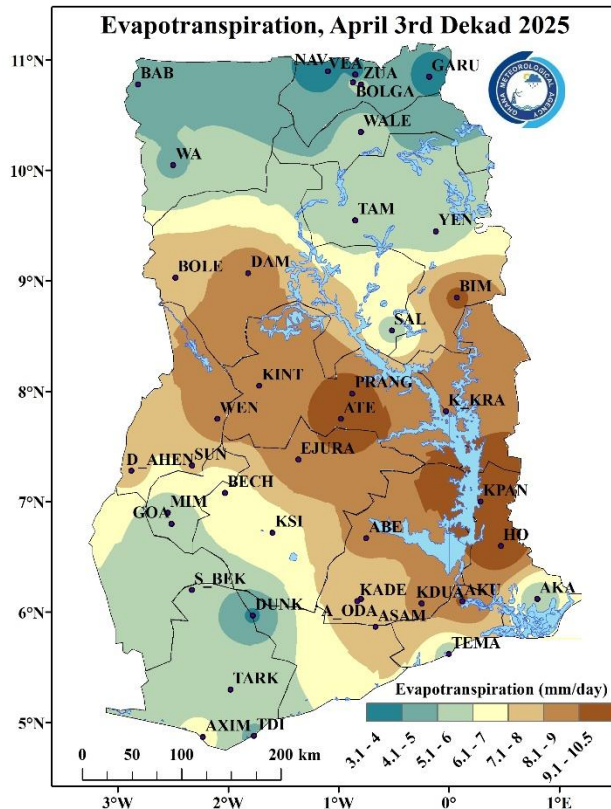 Evapotranspiration, April 3rd Dekad 2025
11°N
10°N
9°N
8°N
7°N
6°N
5°N
GHANA METEOROLOGICAL
AGENCY
NAV
VEA
GARU
BAB
ZUA
BOLGA
WALE
WA
TAM
YEN
BOLE
DAM
BIM
SAL
KINT
PRANG
WEN
ATE
K_KRA
D_AHEN
SUN
EJURA
BECH
KPAN
MIM
GOA
KSI
ABE
HO
S_BEK
KADE
KDUA
AKU
AKA
DUNK
A_ODA
ASAM
TEMA
TARK
AXIM
TDI
Evapotranspiration (mm/day)
3.1 - 4
4.1 - 5
5.1 - 6
6.1 - 7
7.1 - 8
8.1 - 9
9.1 - 10.5
0 50 100 200 km
3°W 2°W 1°W 0° 1°E